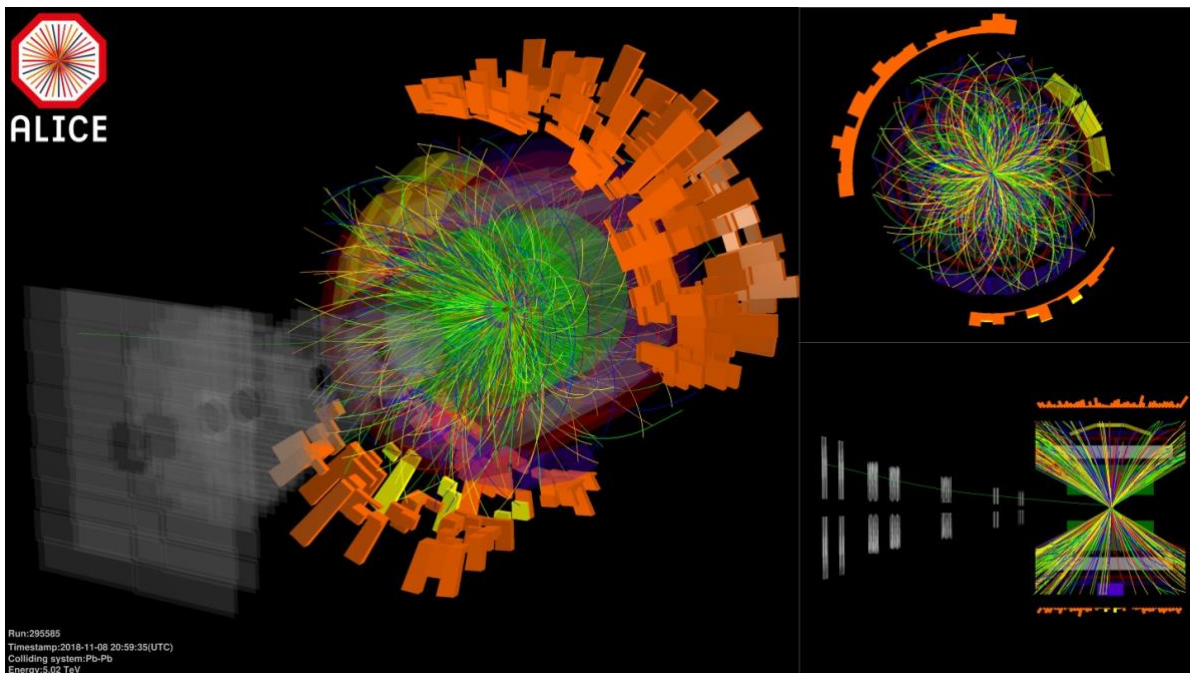 ALICE
Run:295585
Timestamp:2018-11-08 20:59:35(UTC)
Colliding system:Pb-Pb
Energy:5.02 TeV